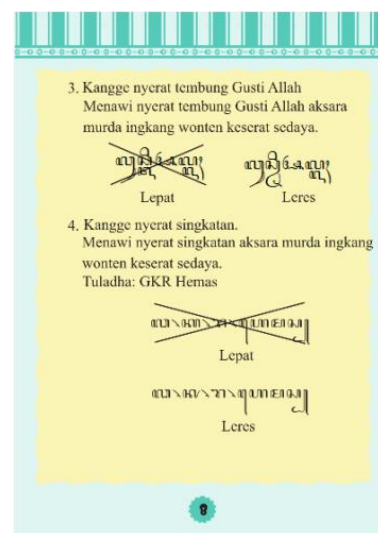 3. Kangge nyerat tembung Gusti Allah
Menawi nyerat tembung Gusti Allah aksara
murda ingkang wonten keserat sedaya.
Lepat Leres
4. Kangge nyerat singkatan.
Menawi nyerat singkatan aksara murda ingkang
wonten keserat sedaya.
Tuladha: GKR Hemas
Lepat
Leres